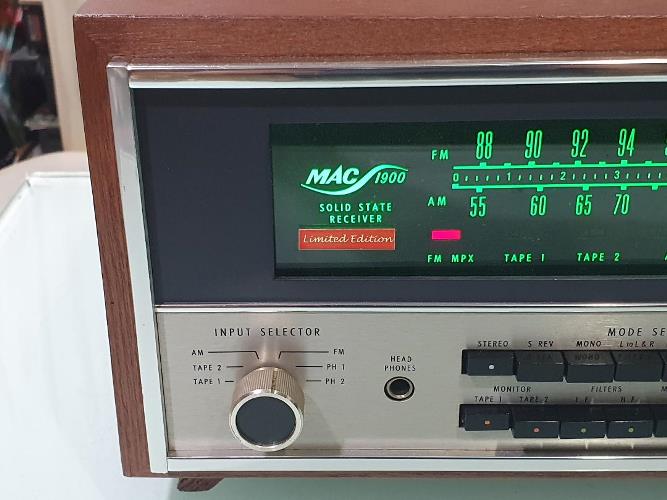 FM 88 90 92 94
0 1 2 3
AM 55 60 65 70
MAC 1900
SOLID STATE
RECEIVER
Limited Edition
FM MPX TAPE 1 TAPE 2
INPUT SELECTOR
AM FM
TAPE 2 PH 1
TAPE 1 PH 2
HEAD
PHONES
MODE SE
STEREO S REV MONO L to L & R
MONITOR FILTERS
TAPE 1 TAPE 2 L F H F